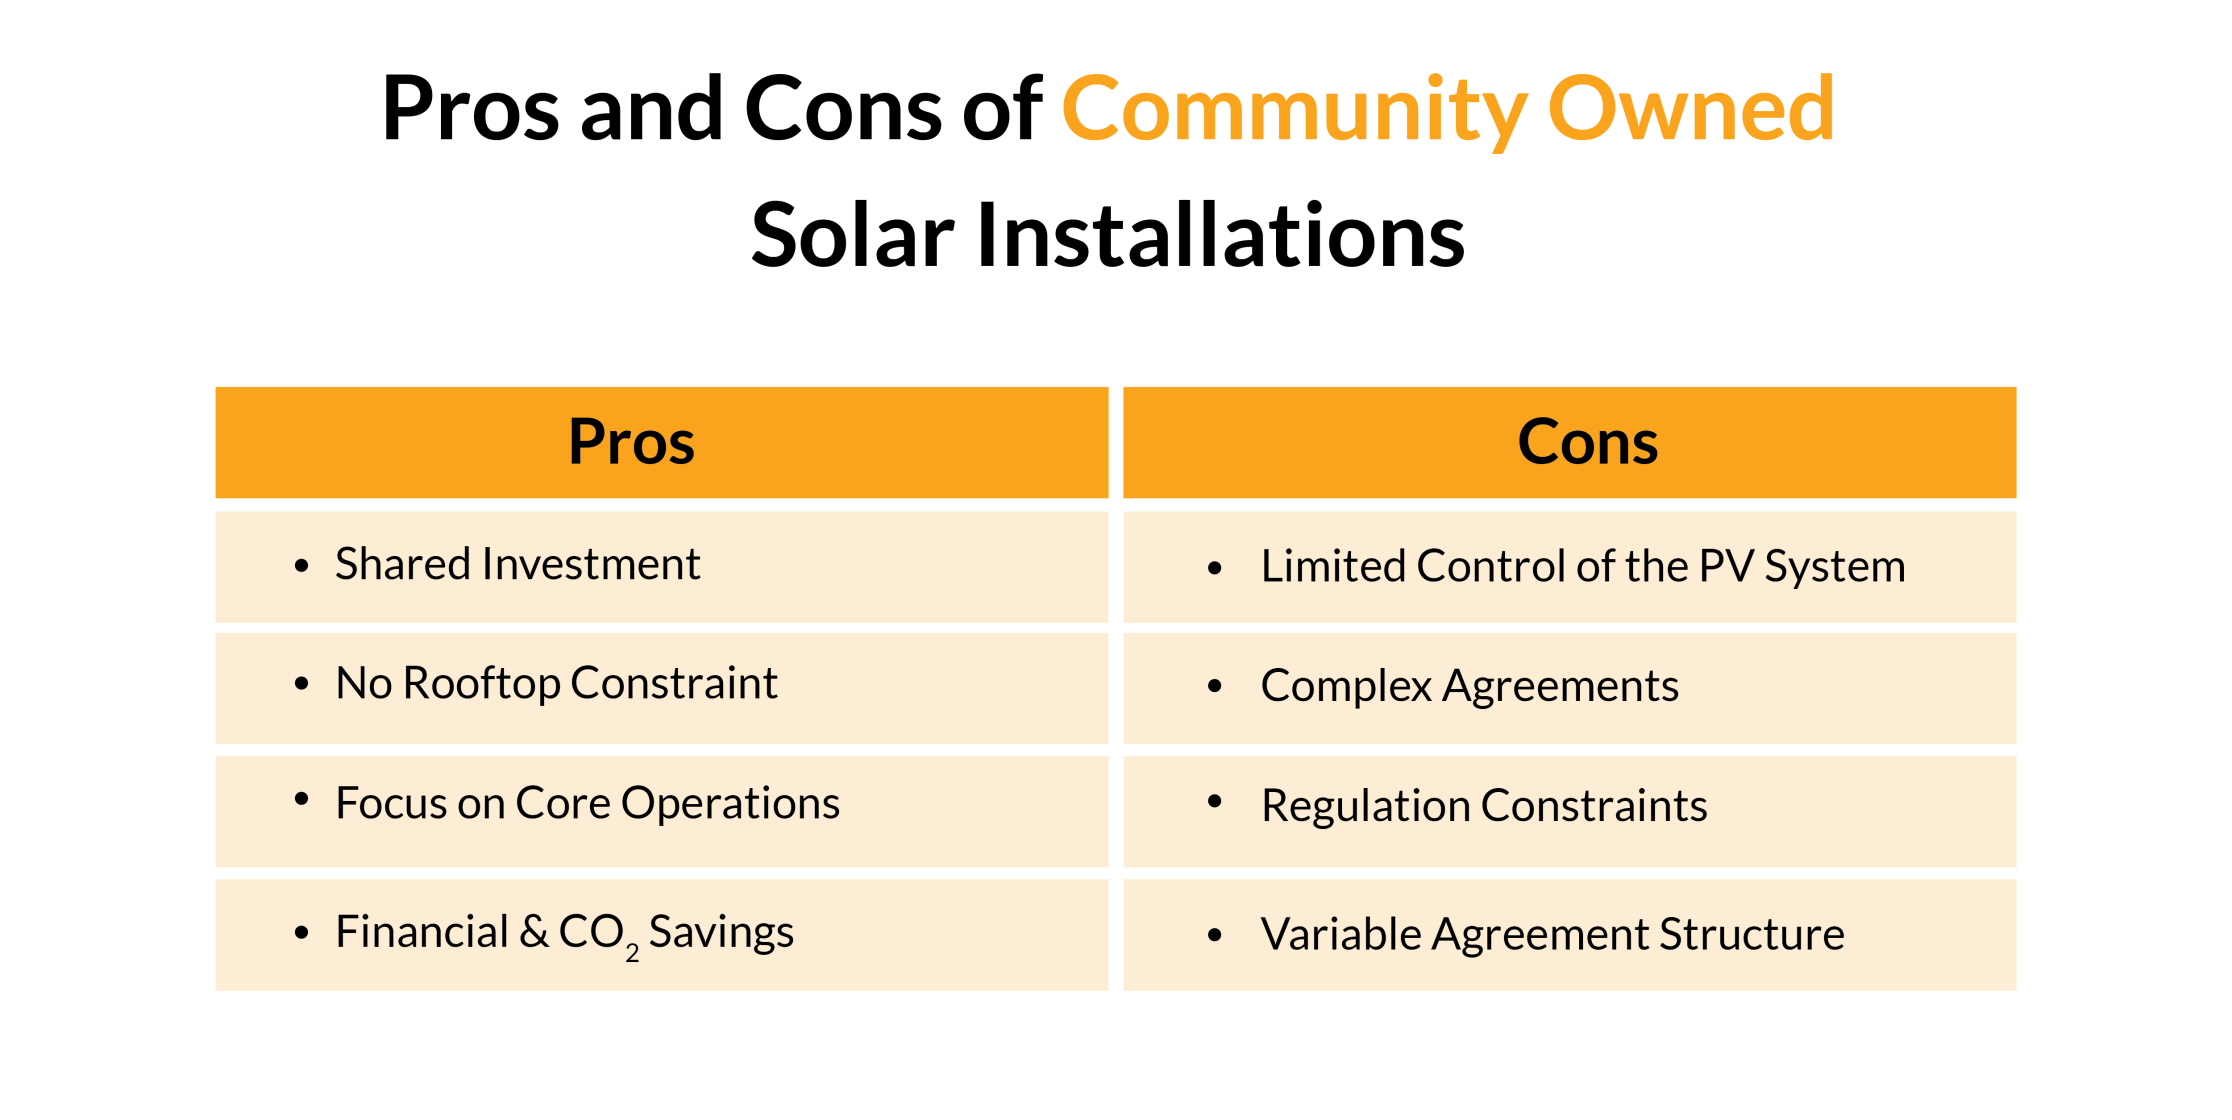 Pros and Cons of Community Owned
Solar Installations
Pros
Cons
• Shared Investment
• Limited Control of the PV System
• No Rooftop Constraint
• Complex Agreements
• Focus on Core Operations
• Regulation Constraints
• Financial & CO₂ Savings
• Variable Agreement Structure